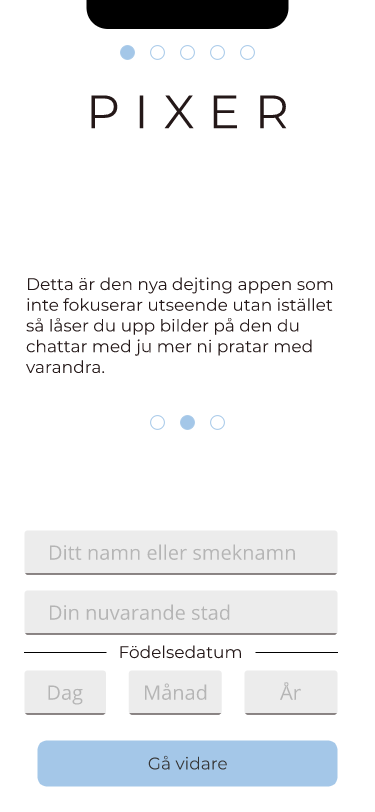 PIXER
Detta är den nya dejting appen som
inte fokuserar utseende utan istället
så låser du upp bilder på den du
chattar med ju mer ni pratar med
varandra.
Ditt namn eller smeknamn
Din nuvarande stad
Födelsedatum
Dag Månad År
Gå vidare